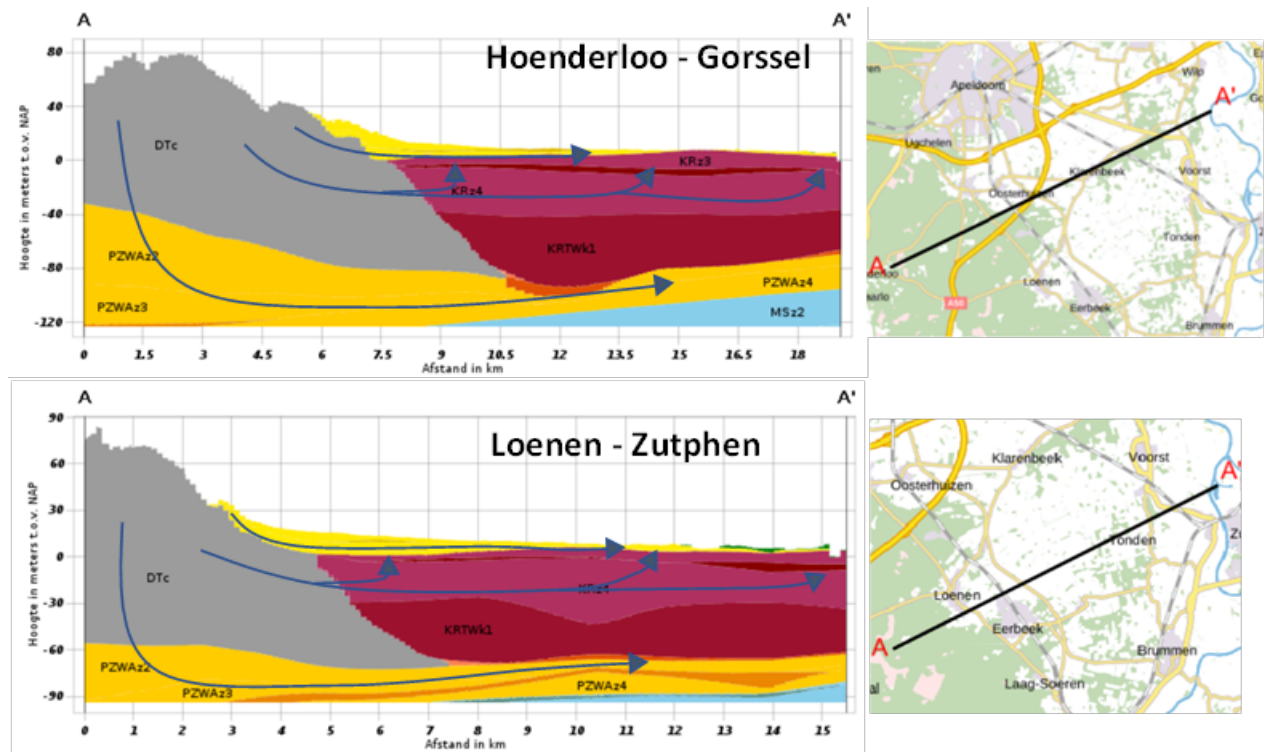 A
A'
Hoenderloo - Gorssel
Hoogte in meters t.o.v. NAP
80
40
0
-40
-80
-120
DTc
KRz3
KRz4
KRTWk1
PZWAz2
PZWAz3
PZWAz4
MSz2
0 1.5 3 4.5 6 7.5 9 10.5 12 13.5 15 16.5 18
Afstand in km
Apeldoorn
Wilp
A'
Ugchelen
Klarenbeek
Voorst
Oosterhuizen
Tonden
A
derloo
Loenen
A50
Eerbeek
Brummen
A
A'
Loenen - Zutphen
Hoogte in meters t.o.v. NAP
90
60
30
0
-30
-60
-90
DTc
KRz4
KRTWk1
PZWAz2
PZWAz3
PZWAz4
0 1 2 3 4 5 6 7 8 9 10 11 12 13 14 15
Afstand in km
Klarenbeek
Voorst
A'
Oosterhuizen
Tonden
Loenen
Eerbeek
A
Brummen
al
Laag-Soeren